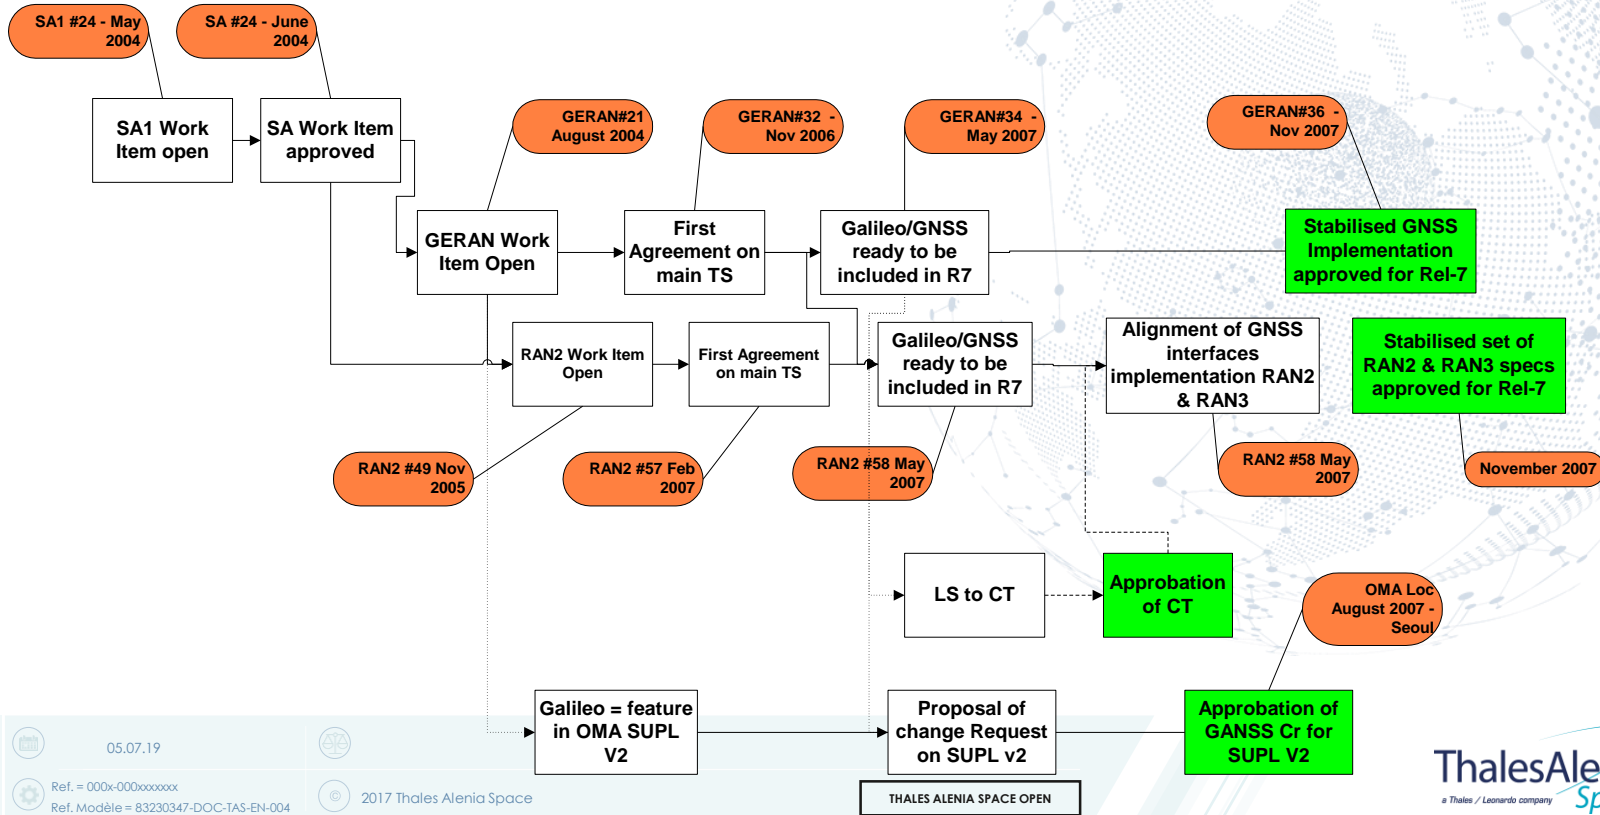 SA1 #24 - May
2004
SA #24 - June
2004
SA1 Work
Item open
SA Work Item
approved
GERAN#21
August 2004
GERAN#32 -
Nov 2006
GERAN#34 -
May 2007
GERAN#36 -
Nov 2007
GERAN Work
Item Open
First
Agreement on
main TS
Galileo/GNSS
ready to be
included in R7
Stabilised GNSS
Implementation
approved for Rel-7
RAN2 Work Item
Open
First Agreement
on main TS
Galileo/GNSS
ready to be
included in R7
Alignment of GNSS
interfaces
implementation RAN2
& RAN3
Stabilised set of
RAN2 & RAN3 specs
approved for Rel-7
RAN2 #49 Nov
2005
RAN2 #57 Feb
2007
RAN2 #58 May
2007
RAN2 #58 May
2007
November 2007
LS to CT
Approbation
of CT
OMA Loc
August 2007 -
Seoul
Galileo = feature
in OMA SUPL
V2
Proposal of
change Request
on SUPL v2
Approbation of
GANSS Cr for
SUPL V2
05.07.19
Ref. = 000x-000xxxxxxx
Ref. Modèle = 83230347-DOC-TAS-EN-004
© 2017 Thales Alenia Space
THALES ALENIA SPACE OPEN
ThalesAle
a Thales / Leonardo company
Sp